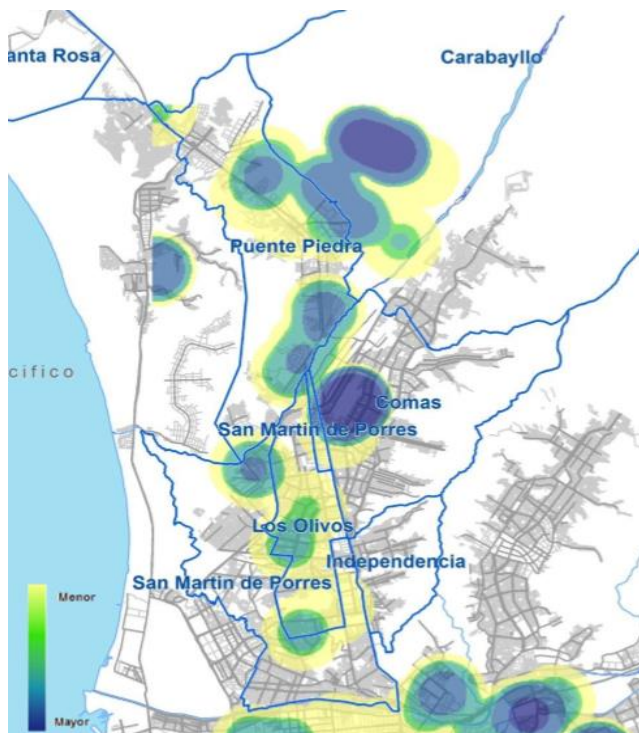 anta Rosa
Carabayllo
Puente Piedra
cifico
Comas
San Martin de Porres
Los Olivos
Independencia
San Martin de Porres
Menor
Mayor